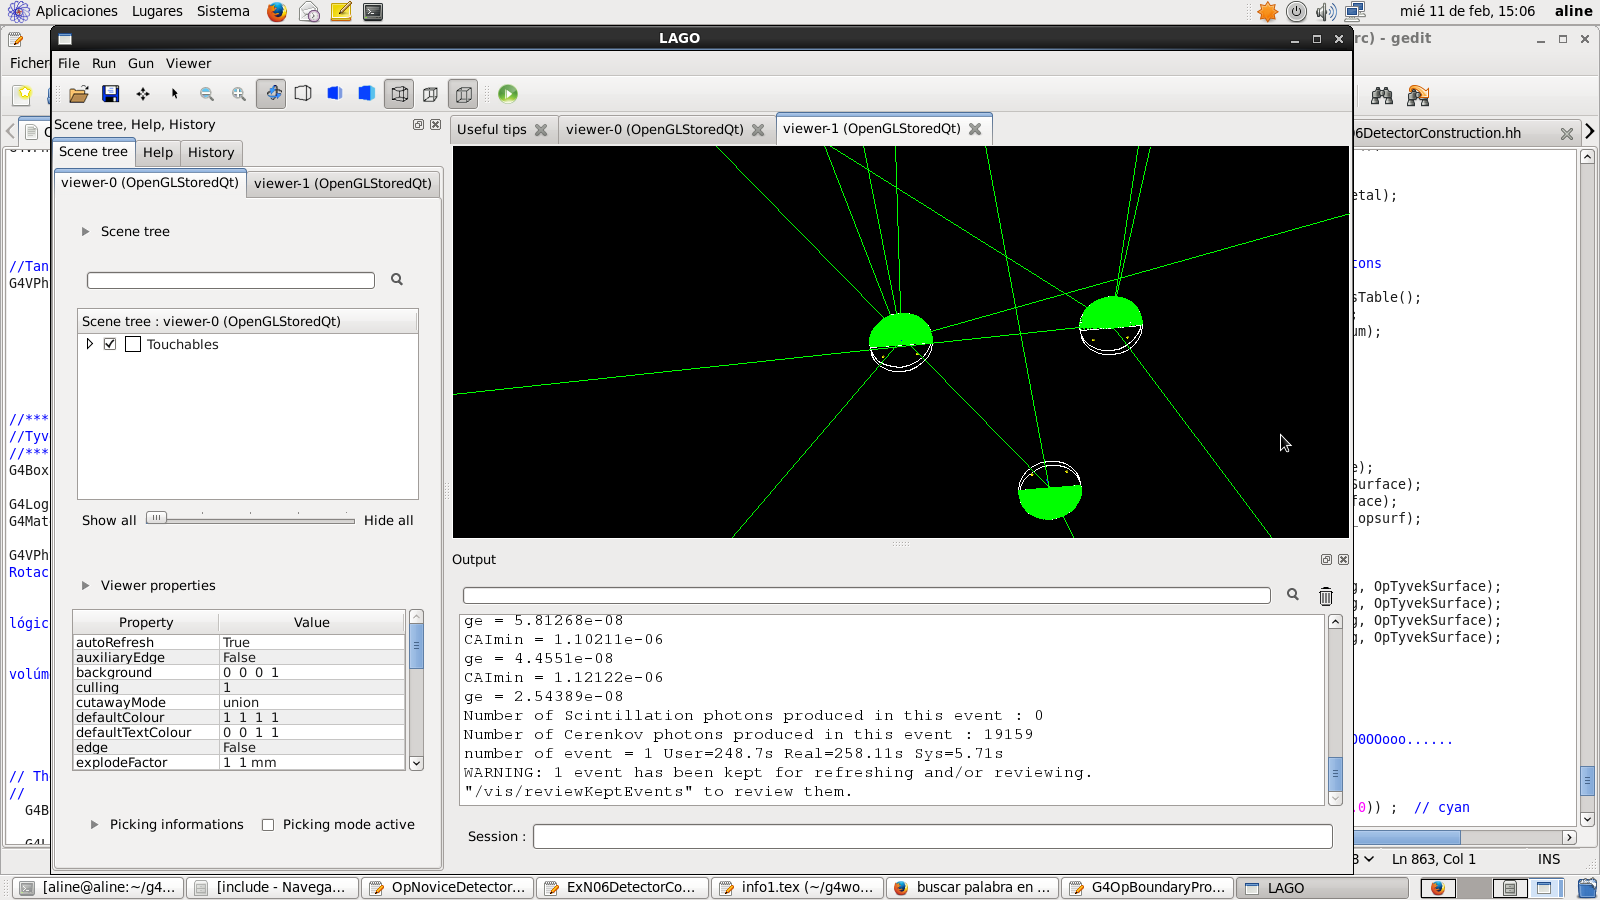 Aplicaciones Lugares Sistema mié 11 de feb, 15:06 aline
LAGO
rc) - gedit
Ficher
File Run Gun Viewer
Scene tree, Help, History
Useful tips viewer-0 (OpenGLStoredQt) viewer-1 (OpenGLStoredQt)
06DetectorConstruction.hh
Scene tree Help History
viewer-0 (OpenGLStoredQt) viewer-1 (OpenGLStoredQt)
etal);
Scene tree
//Tan
G4VPh
cons
sTable();
um);
Scene tree : viewer-0 (OpenGLStoredQt)
Touchables
//***
//Tyv
//***
G4Box
G4Log
G4Mat
e);
Surface);
face);
_opsurf);
Show all Hide all
G4VPh
Rotac
Output
Viewer properties
g, OpTyvekSurface);
g, OpTyvekSurface);
g, OpTyvekSurface);
g, OpTyvekSurface);
lógic
volúm
Property Value
autoRefresh True
auxiliaryEdge False
background 0 0 0 1
culling 1
cutawayMode union
defaultColour 1 1 1 1
defaultTextColour 0 0 1 1
edge False
explodeFactor 1 1 mm
ge = 5.81268e-08
CAImin = 1.10211e-06
ge = 4.4551e-08
CAImin = 1.12122e-06
ge = 2.54389e-08
Number of Scintillation photons produced in this event : 0
Number of Cerenkov photons produced in this event : 19159
number of event = 1 User=248.7s Real=258.11s Sys=5.71s
WARNING: 1 event has been kept for refreshing and/or reviewing.
"/vis/reviewKeptEvents" to review them.
00OOooo......
// Th
//
G4B
.0)) ; // cyan
Picking informations Picking mode active
Session :
Ln 863, Col 1 INS
[aline@aline:~/g4... [include - Navega... OpNoviceDetector... ExN06DetectorCo... info1.tex (~/g4wo... buscar palabra en ... G4OpBoundaryPro... LAGO